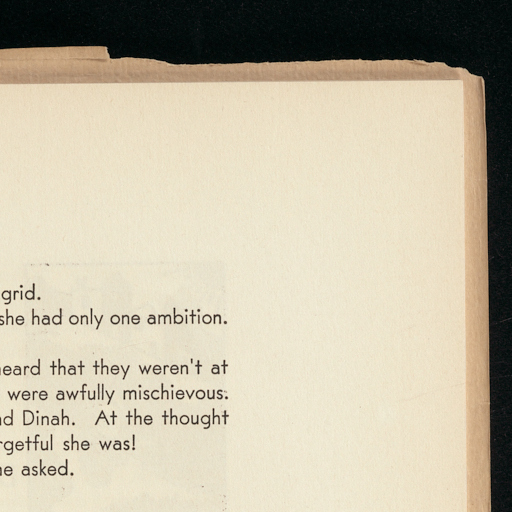 grid.
she had only one ambition.
heard that they weren't at
were awfully mischievous.
nd Dinah. At the thought
rgetful she was!
he asked.